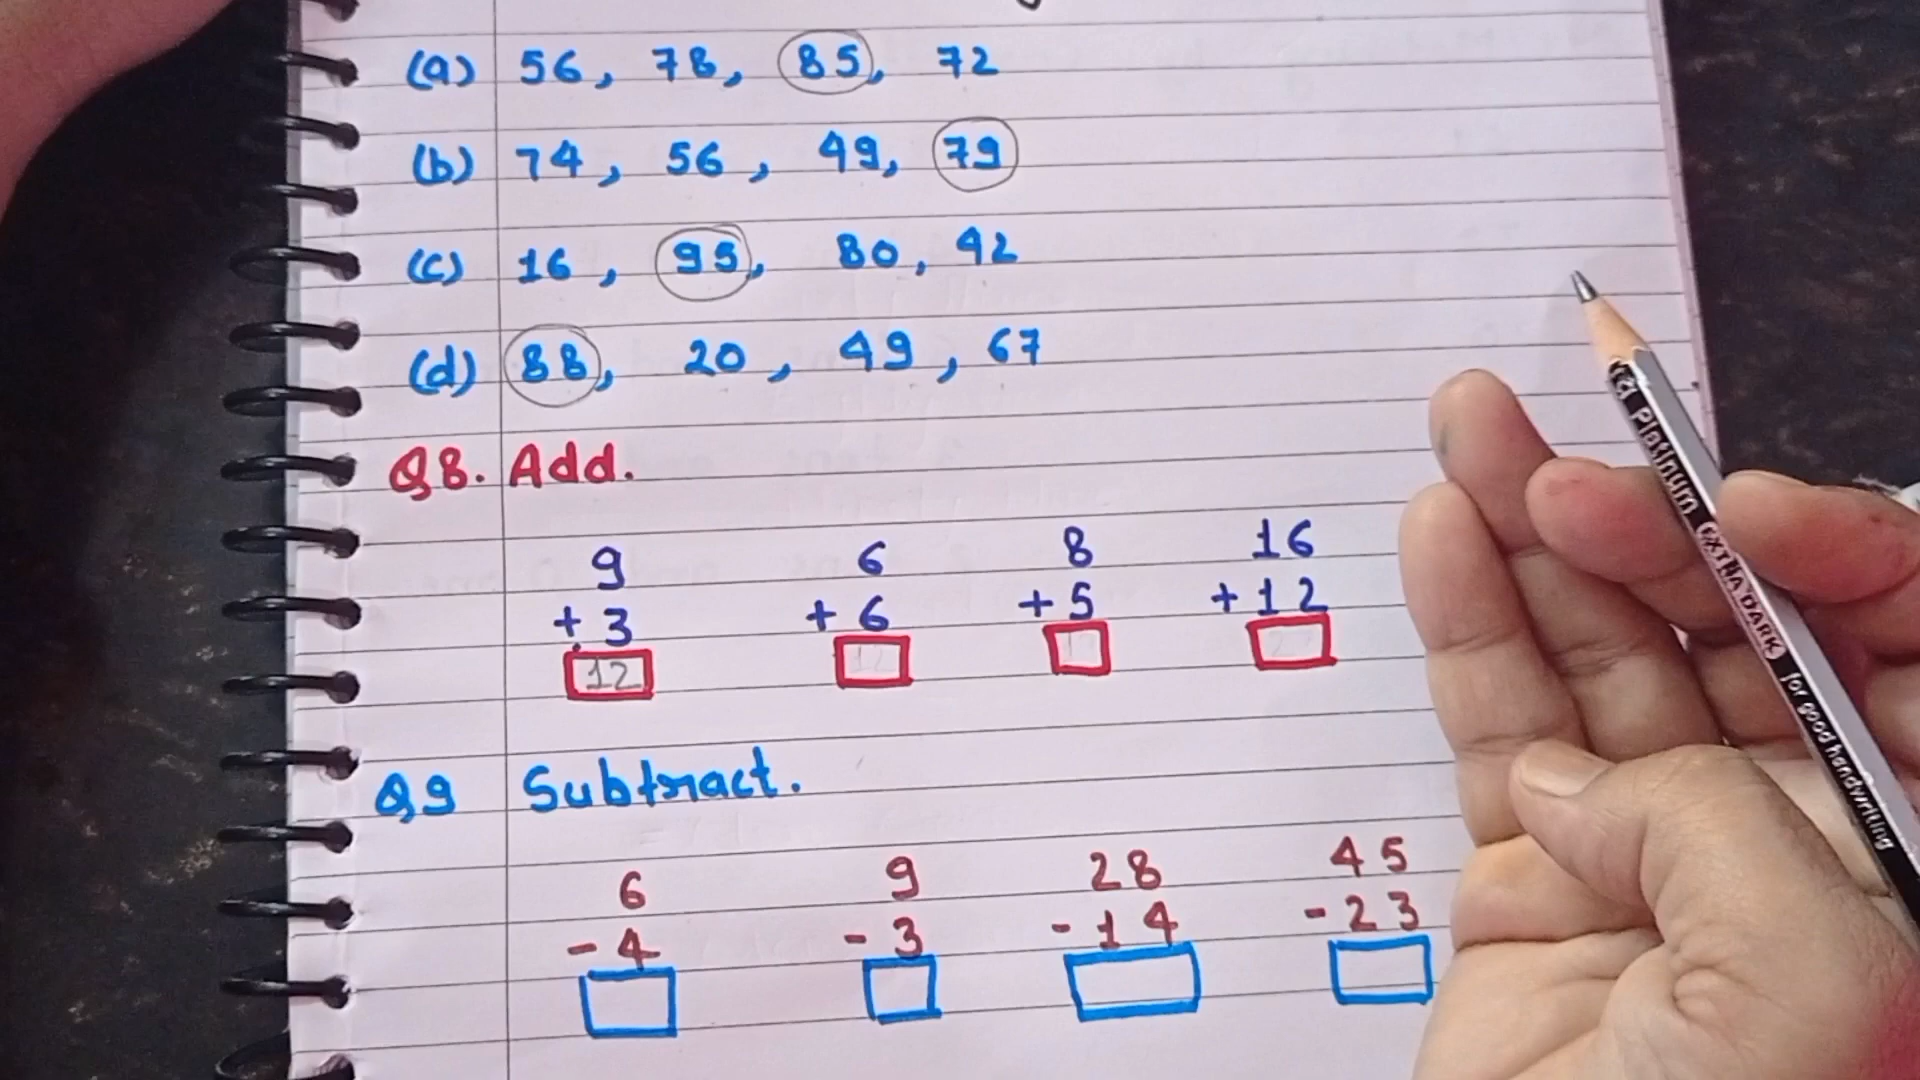 (a) 56, 78, 85, 72
(b) 74, 56, 49, 79
(c) 16, 95, 80, 42
(d) 88, 20, 49, 67
Q8. Add.
9 6 8 16
+3 +6 +5 +12
12
Q9 Subtract.
6 9 28 45
-4 -3 -14 -23
Platinum EXTRA DARK for good handwriting